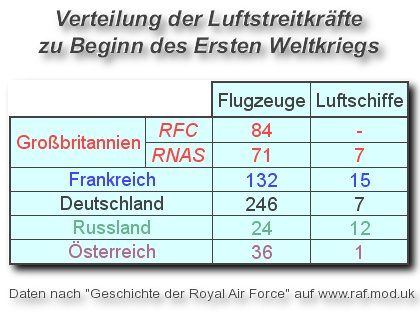 Verteilung der Luftstreitkräfte
zu Beginn des Ersten Weltkriegs
Flugzeuge Luftschiffe
Großbritannien RFC 84 -
RNAS 71 7
Frankreich 132 15
Deutschland 246 7
Russland 24 12
Österreich 36 1
Daten nach "Geschichte der Royal Air Force" auf www.raf.mod.uk